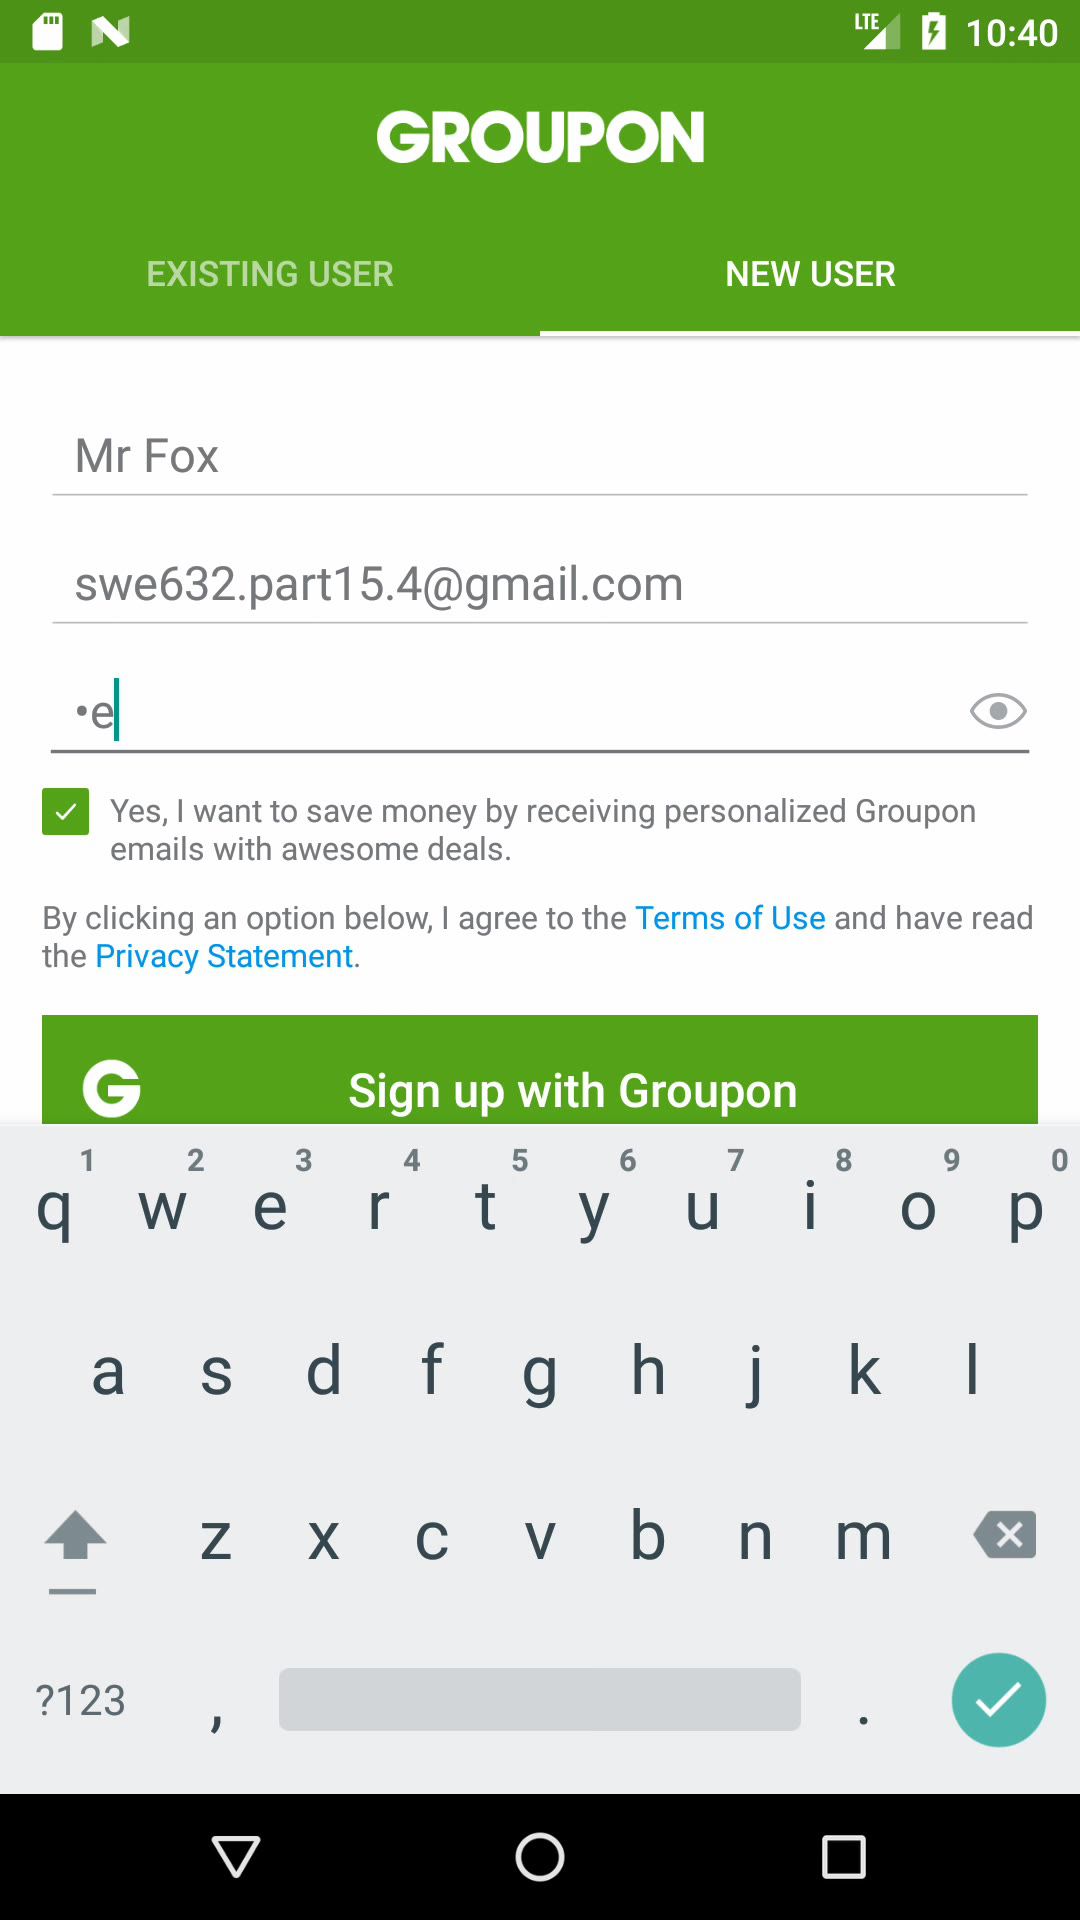 LTE 10:40
GROUPON
EXISTING USER NEW USER
Mr Fox
swe632.part15.4@gmail.com
•e
Yes, I want to save money by receiving personalized Groupon
emails with awesome deals.
By clicking an option below, I agree to the Terms of Use and have read
the Privacy Statement.
G Sign up with Groupon
1 2 3 4 5 6 7 8 9 0
q w e r t y u i o p
a s d f g h j k l
z x c v b n m
?123 , .